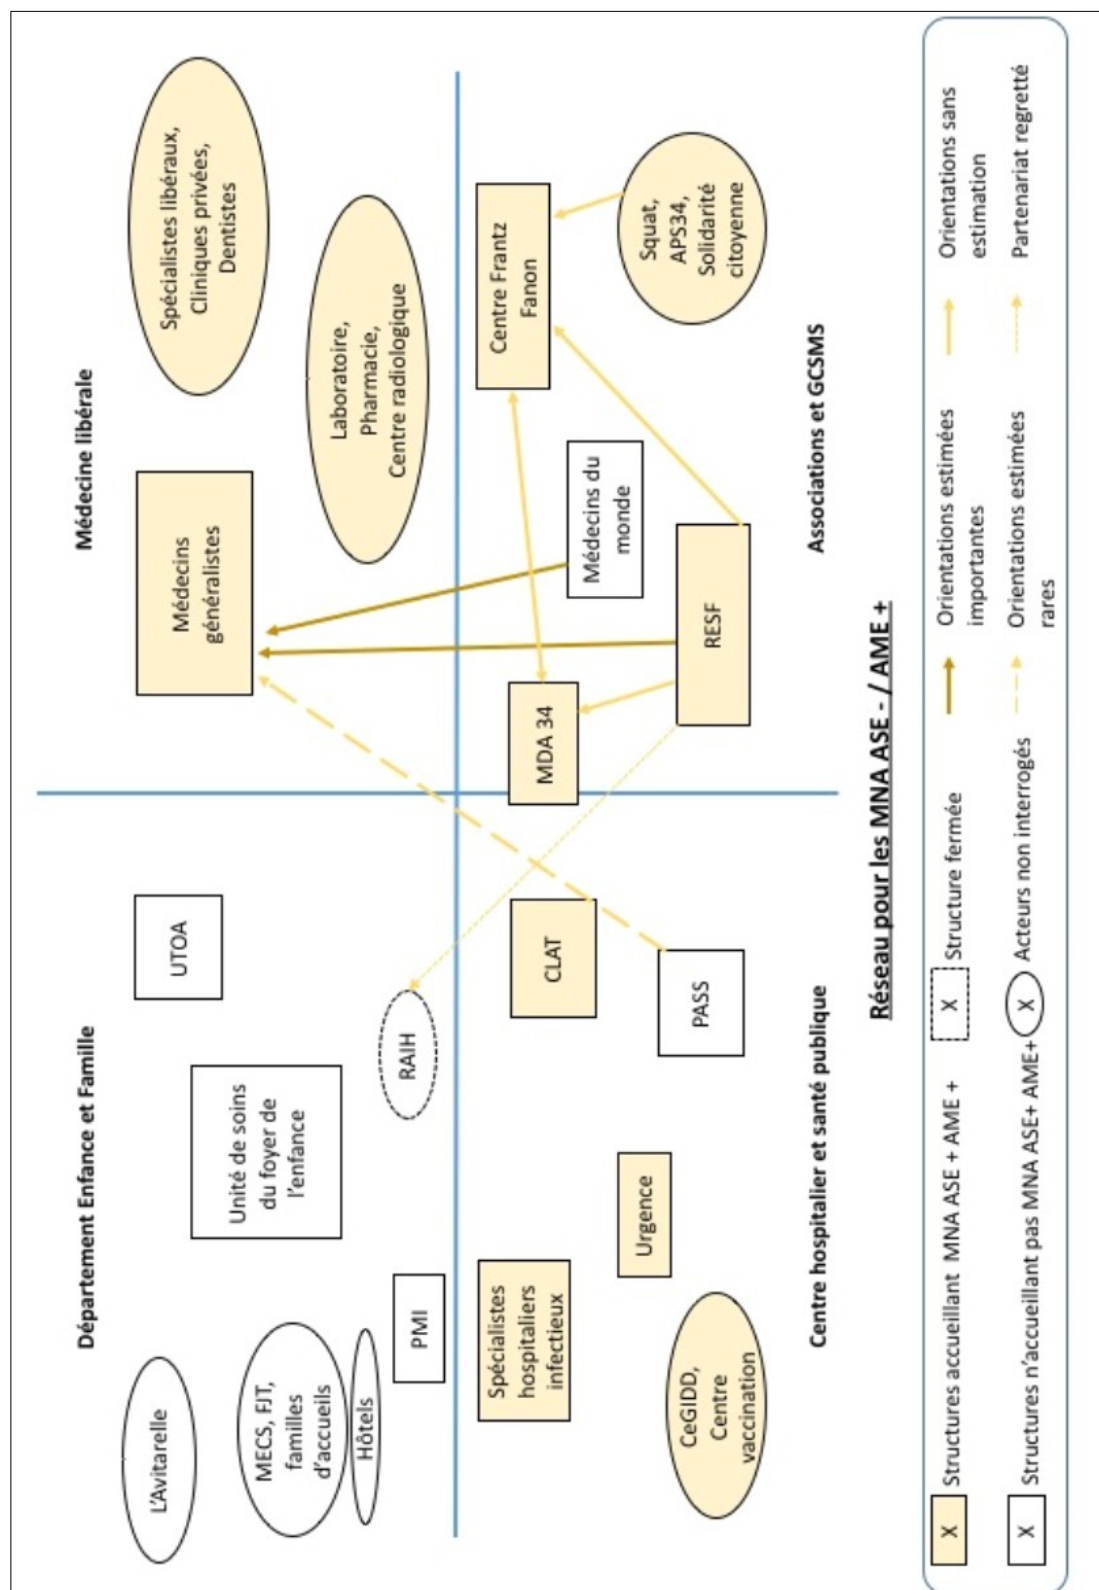 Département Enfance et Famille
Médecine libérale
L'Avitarelle
MECS, FJT,
familles
d'accueils
Hôtels
PMI
Unité de soins
du foyer de
l'enfance
UTOA
RAIH
Médecins
généralistes
Spécialistes libéraux,
Cliniques privées,
Dentistes
Laboratoire,
Pharmacie,
Centre radiologique
Spécialistes
hospitaliers
infectieux
CeGIDD,
Centre
vaccination
Urgence
CLAT
PASS
MDA 34
RESF
Médecins du
monde
Centre Frantz
Fanon
Squat,
APS34,
Solidarité
citoyenne
Centre hospitalier et santé publique
Associations et GCSMS
Réseau pour les MNA ASE - / AME +
X Structures accueillant MNA ASE + AME +
X Structure fermée
Orientations estimées
importantes
Orientations sans
estimation
X Structures n'accueillant pas MNA ASE+ AME+
X Acteurs non interrogés
Orientations estimées
rares
Partenariat regretté